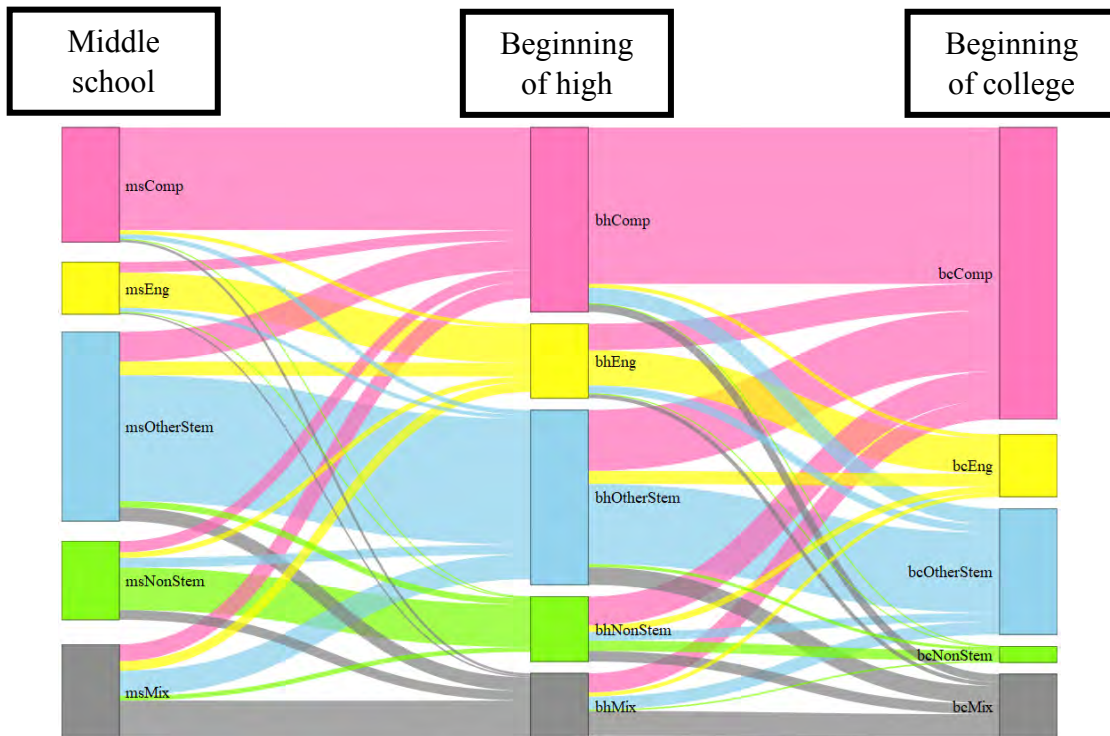 Middle
school
Beginning
of high
Beginning
of college
msComp
msEng
msOtherStem
msNonStem
msMix
bhComp
bhEng
bhOtherStem
bhNonStem
bhMix
bcComp
bcEng
bcOtherStem
bcNonStem
bcMix